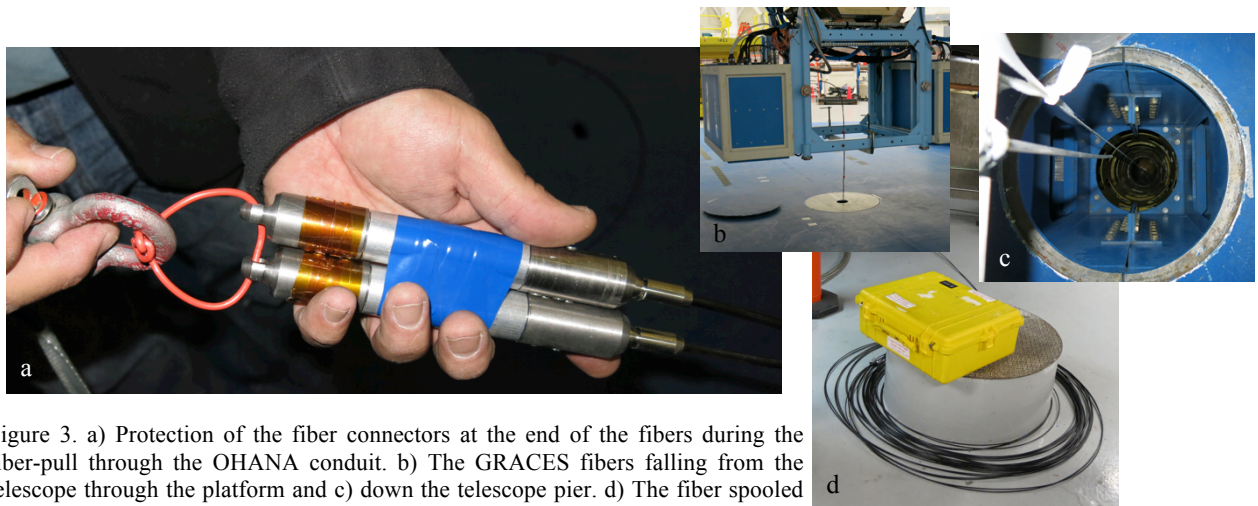 a
b
c
d
igure 3. a) Protection of the fiber connectors at the end of the fibers during the
iber-pull through the OHANA conduit. b) The GRACES fibers falling from the
elescope through the platform and c) down the telescope pier. d) The fiber spooled